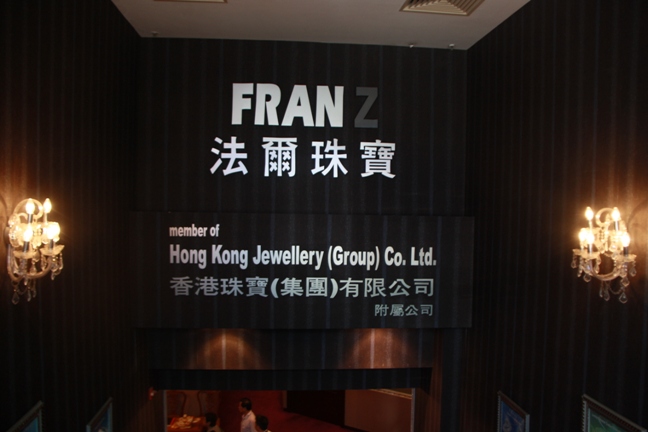 FRANZ
法爾珠寶
member of
Hong Kong Jewellery (Group) Co. Ltd.
香港珠寶(集團)有限公司
附屬公司